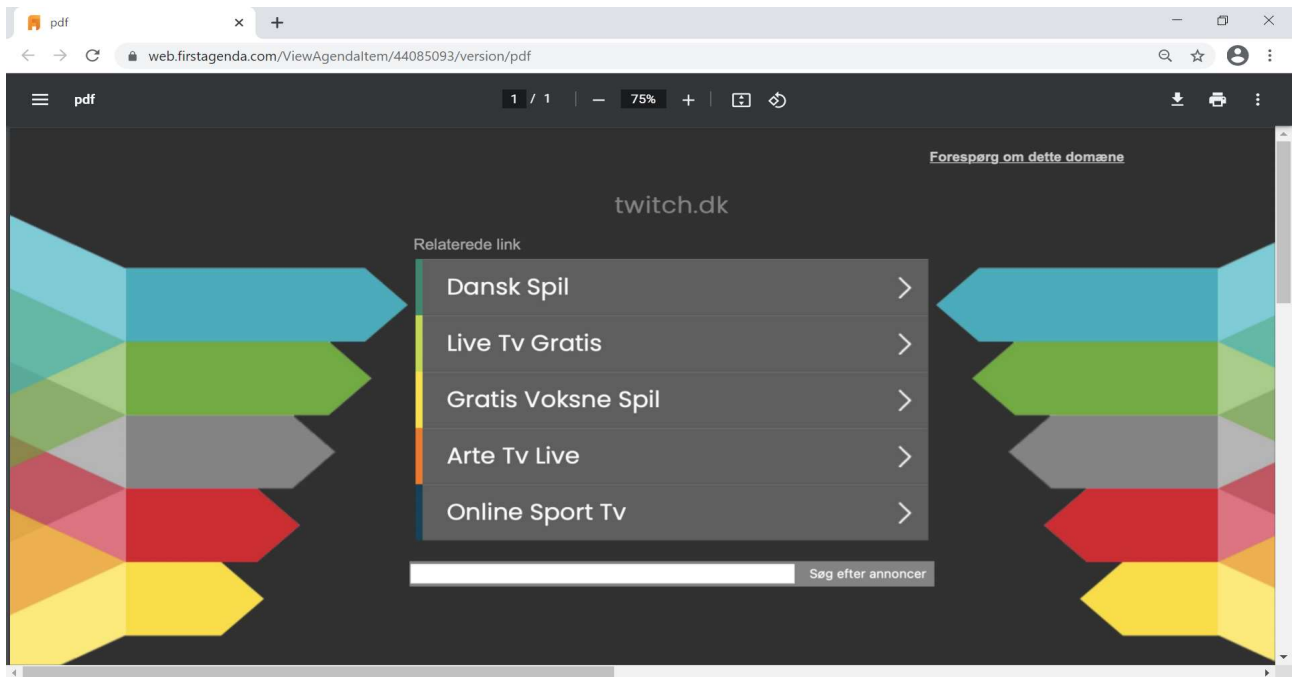 pdf
web.firstagenda.com/ViewAgendaItem/44085093/version/pdf
pdf
1 / 1
75%
Forespørg om dette domæne
twitch.dk
Relaterede link
Dansk Spil
Live Tv Gratis
Gratis Voksne Spil
Arte Tv Live
Online Sport Tv
Søg efter annoncer